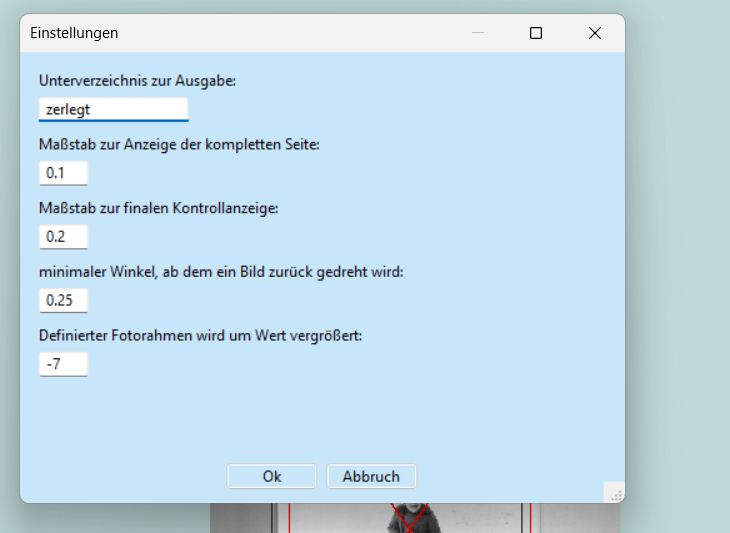 Einstellungen
Unterverzeichnis zur Ausgabe:
zerlegt
Maßstab zur Anzeige der kompletten Seite:
0.1
Maßstab zur finalen Kontrollanzeige:
0.2
minimaler Winkel, ab dem ein Bild zurück gedreht wird:
0.25
Definierter Fotorahmen wird um Wert vergrößert:
-7
Ok Abbruch